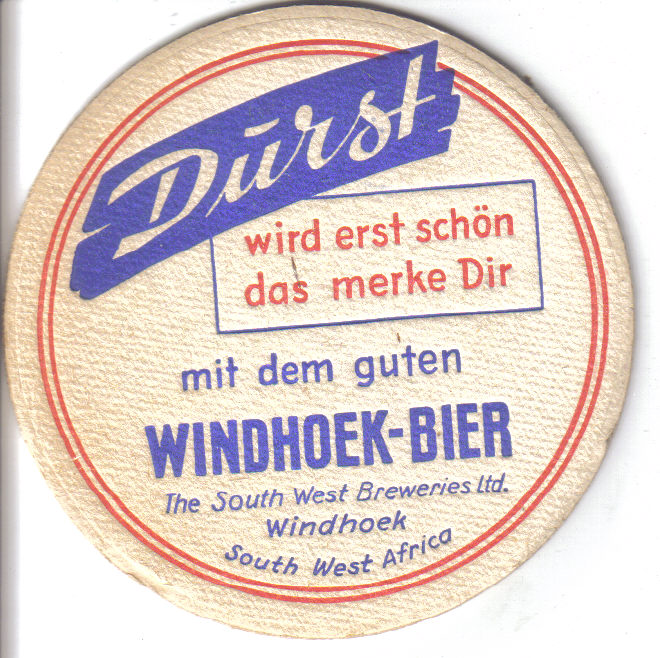 Durst
wird erst schön
das merke Dir
mit dem guten
WINDHOEK-BIER
The South West Breweries Ltd.
Windhoek
South West Africa